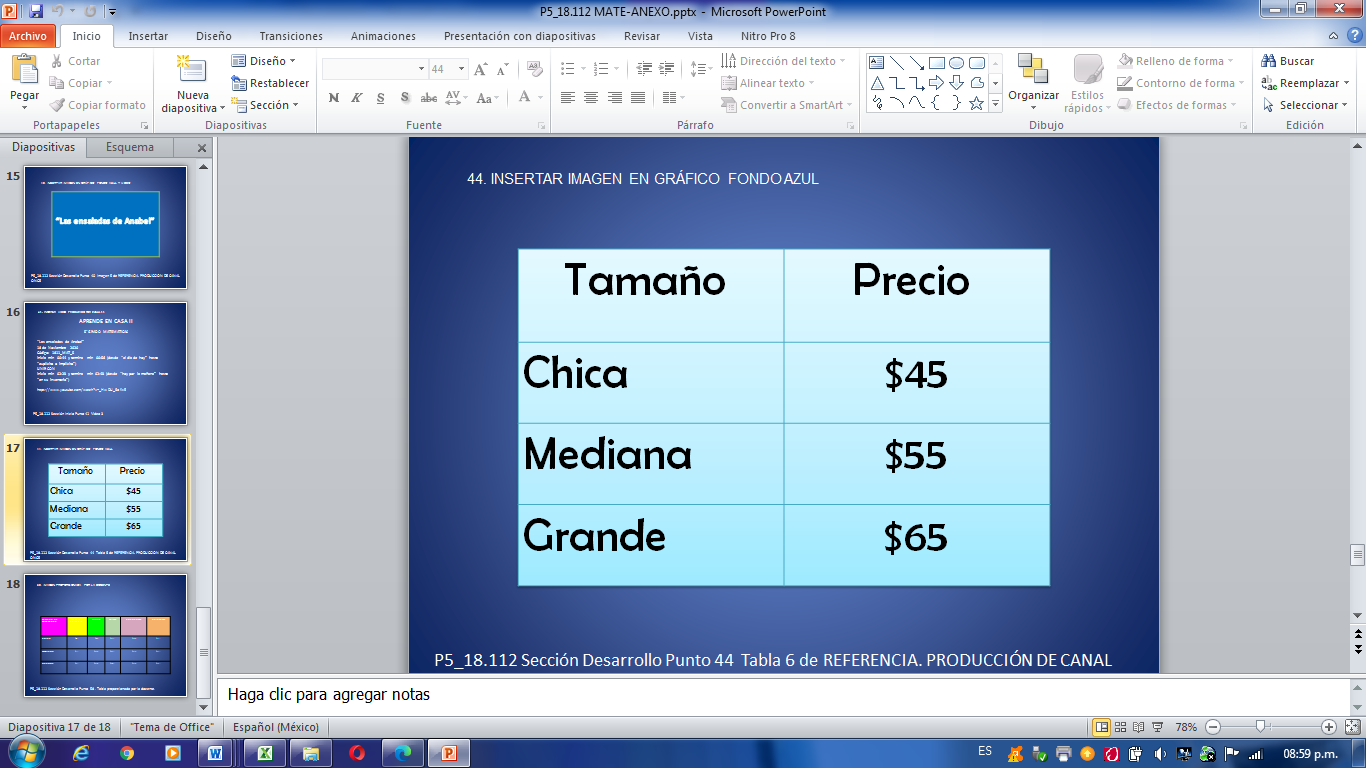 P5_18.112 MATE-ANEXO.pptx - Microsoft PowerPoint
Archivo Inicio Insertar Diseño Transiciones Animaciones Presentación con diapositivas Revisar Vista Nitro Pro 8
Pegar
Cortar
Copiar
Copiar formato
Portapapeles
Nueva diapositiva
Diseño
Restablecer
Sección
Diapositivas
44
N K S S abc AV Aa A
Fuente
Dirección del texto
Alinear texto
Convertir a SmartArt
Párrafo
Organizar
Estilos rápidos
Relleno de forma
Contorno de forma
Efectos de formas
Dibujo
Buscar
Reemplazar
Seleccionar
Edición
Diapositivas Esquema
15
"Las ensaladas de Anabel"
16
APRENDE EN CASA II
17
Tamaño Precio
Chica $45
Mediana $55
Grande $65
18
44. INSERTAR IMAGEN EN GRÁFICO FONDO AZUL
Tamaño Precio
Chica $45
Mediana $55
Grande $65
P5_18.112 Sección Desarrollo Punto 44 Tabla 6 de REFERENCIA. PRODUCCIÓN DE CANAL
Haga clic para agregar notas
Diapositiva 17 de 18 "Tema de Office" Español (México) 78%
ES 08:59 p.m.